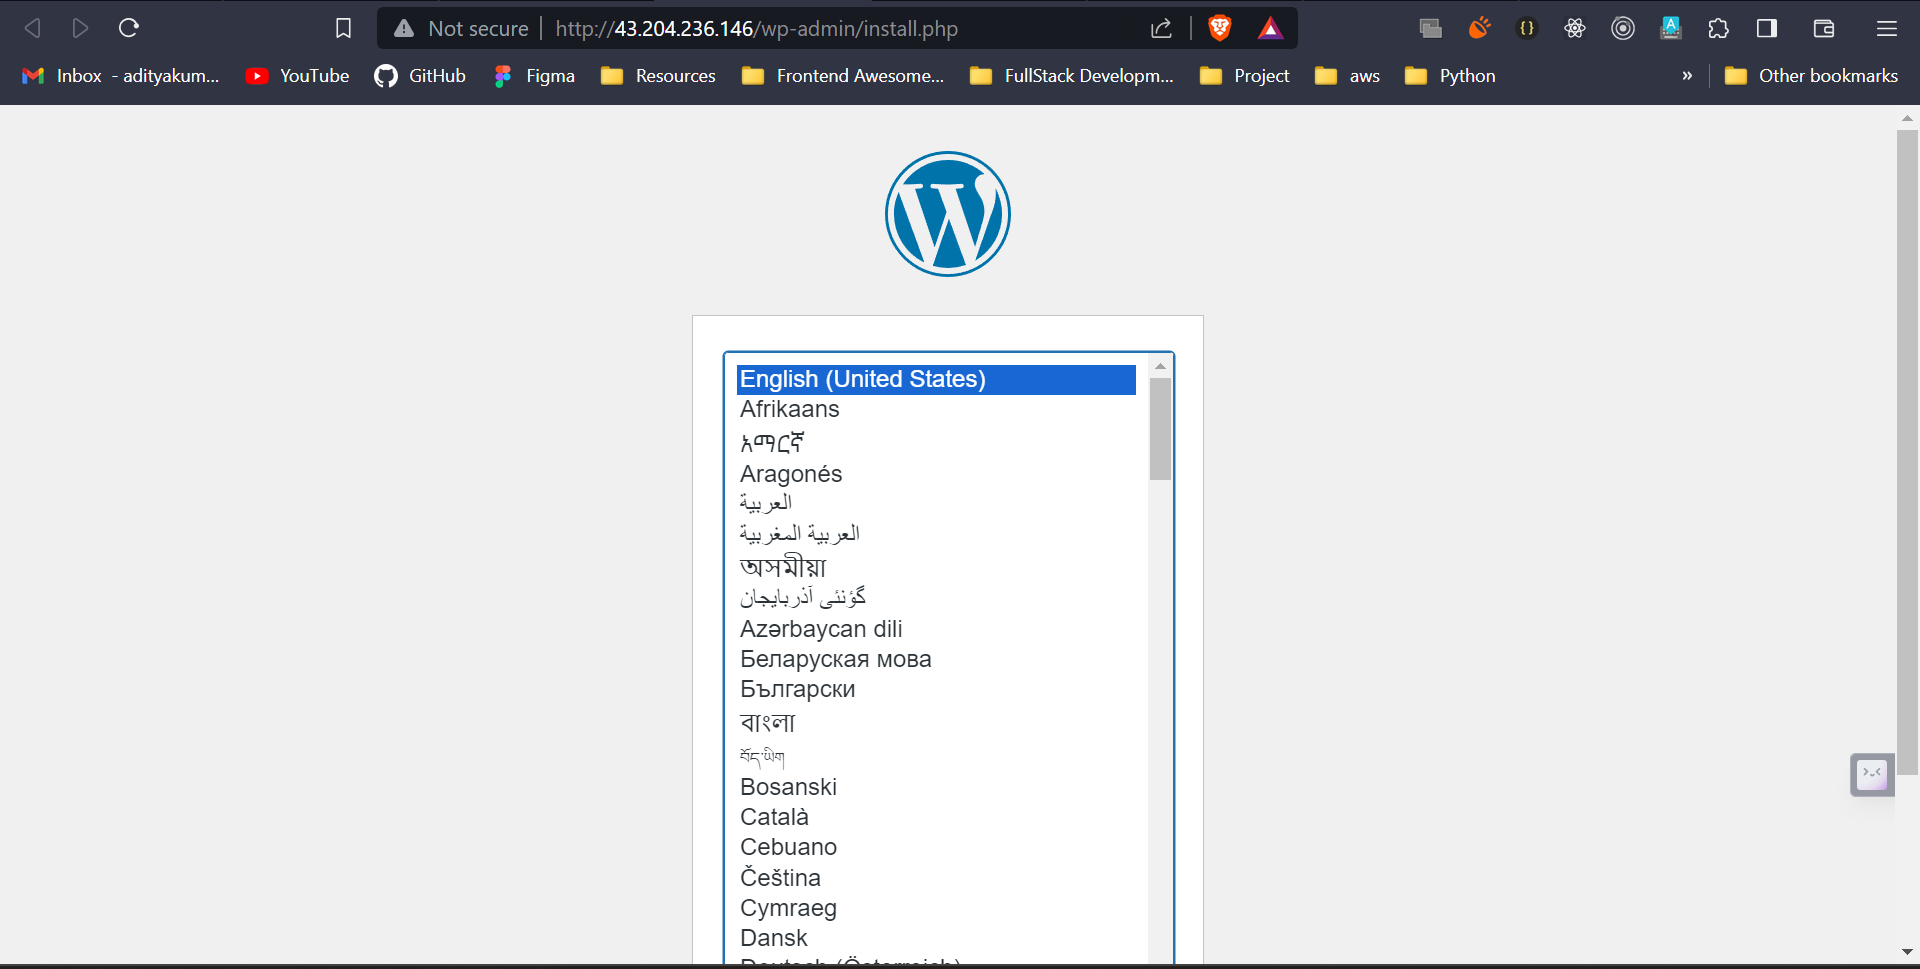 Not secure
http://43.204.236.146/wp-admin/install.php
Inbox - adityakum...
YouTube
GitHub
Figma
Resources
Frontend Awesome...
FullStack Developm...
Project
aws
Python
»
Other bookmarks
English (United States)
Afrikaans
አማርኛ
Aragonés
العربية
العربية المغربية
অসমীয়া
گؤنئی آذربایجان
Azərbaycan dili
Беларуская мова
Български
বাংলা
བོད་ཡིག
Bosanski
Català
Cebuano
Čeština
Cymraeg
Dansk
Deutsch (Österreich)